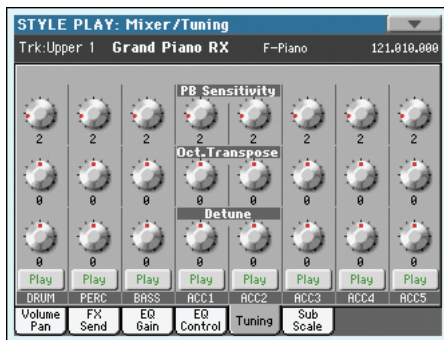 STYLE PLAY: Mixer/Tuning
Trk:Upper 1 Grand Piano RX F-Piano 121.010.000
PB Sensitivity
2 2 2 2 2 2 2 2
Oct.Transpose
0 0 0 0 0 0 0 0
Detune
0 0 0 0 0 0 0 0
Play Play Play Play Play Play Play Play
DRUM PERC BASS ACC1 ACC2 ACC3 ACC4 ACC5
Volume Pan FX Send EQ Gain EQ Control Tuning Sub Scale